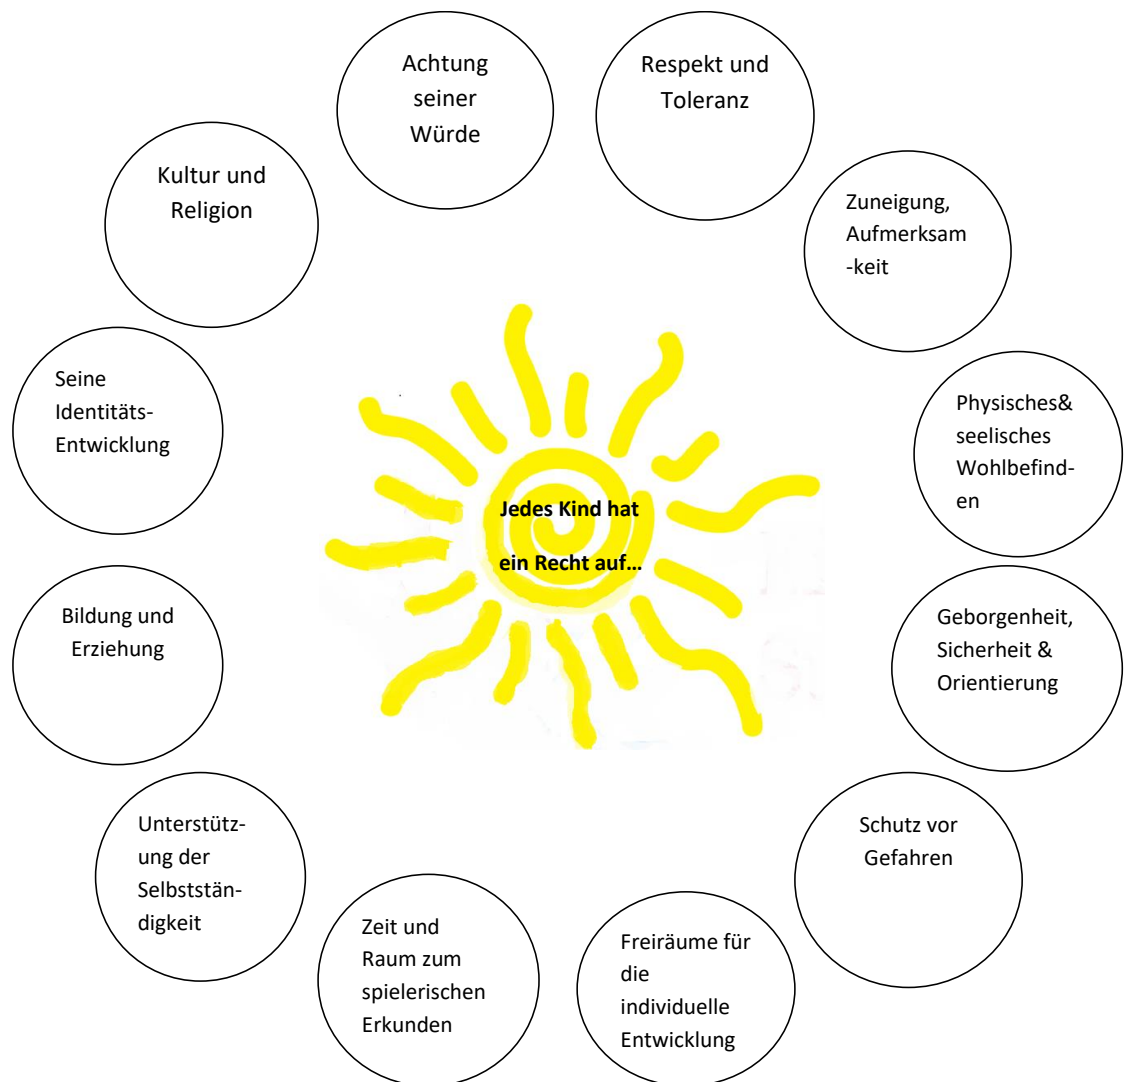 Achtung
seiner
Würde
Respekt und
Toleranz
Zuneigung,
Aufmerksam
-keit
Physisches&
seelisches
Wohlbefind-
en
Geborgenheit,
Sicherheit &
Orientierung
Schutz vor
Gefahren
Freiräume für
die
individuelle
Entwicklung
Zeit und
Raum zum
spielerischen
Erkunden
Unterstütz-
ung der
Selbststän-
digkeit
Bildung und
Erziehung
Seine
Identitäts-
Entwicklung
Kultur und
Religion
Jedes Kind hat
ein Recht auf…